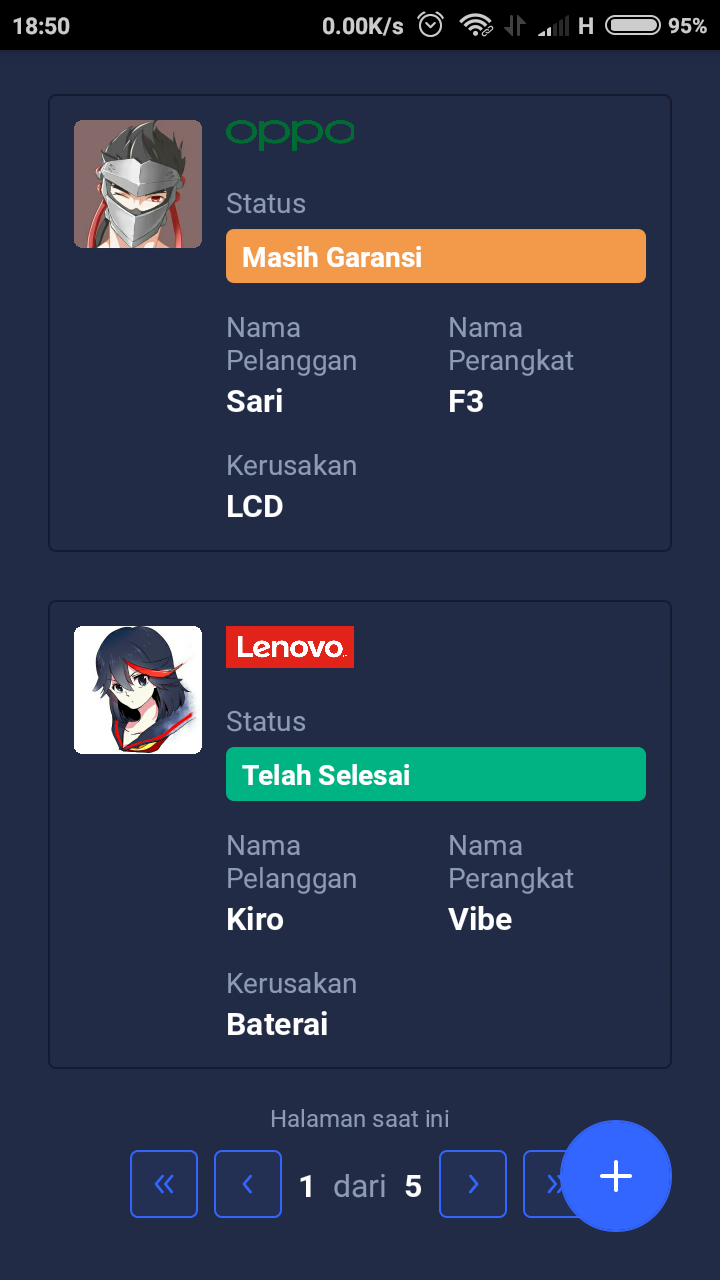 18:50 0.00K/s H 95%
oppo
Status
Masih Garansi
Nama Pelanggan
Sari
Nama Perangkat
F3
Kerusakan
LCD
Lenovo
Status
Telah Selesai
Nama Pelanggan
Kiro
Nama Perangkat
Vibe
Kerusakan
Baterai
Halaman saat ini
« ‹ 1 dari 5 › » +